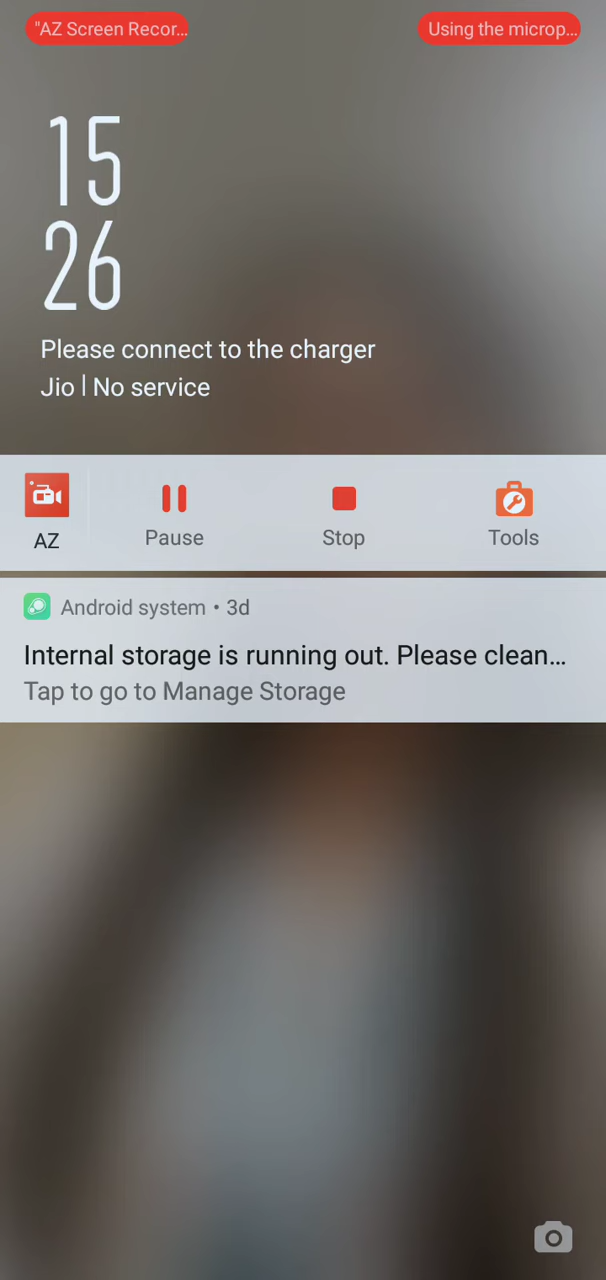 "AZ Screen Recor...
Using the microp...
15
26
Please connect to the charger
Jio | No service
AZ
Pause
Stop
Tools
Android system • 3d
Internal storage is running out. Please clean...
Tap to go to Manage Storage